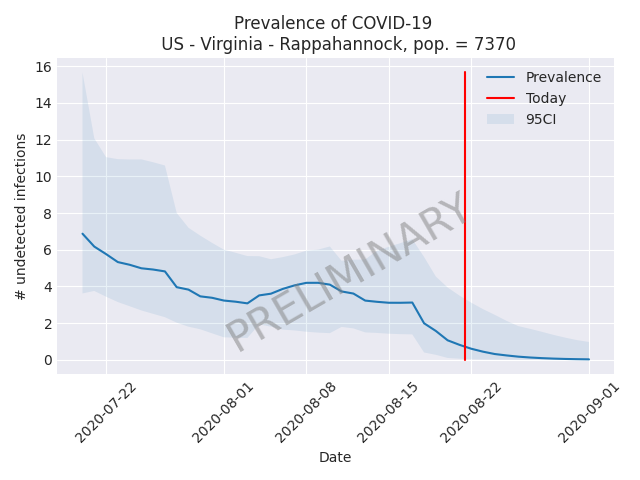 Prevalence of COVID-19
US - Virginia - Rappahannock, pop. = 7370
# undetected infections
16
14
12
10
8
6
4
2
0
Prevalence
Today
95CI
PRELIMINARY
2020-07-22
2020-08-01
2020-08-08
2020-08-15
2020-08-22
2020-09-01
Date